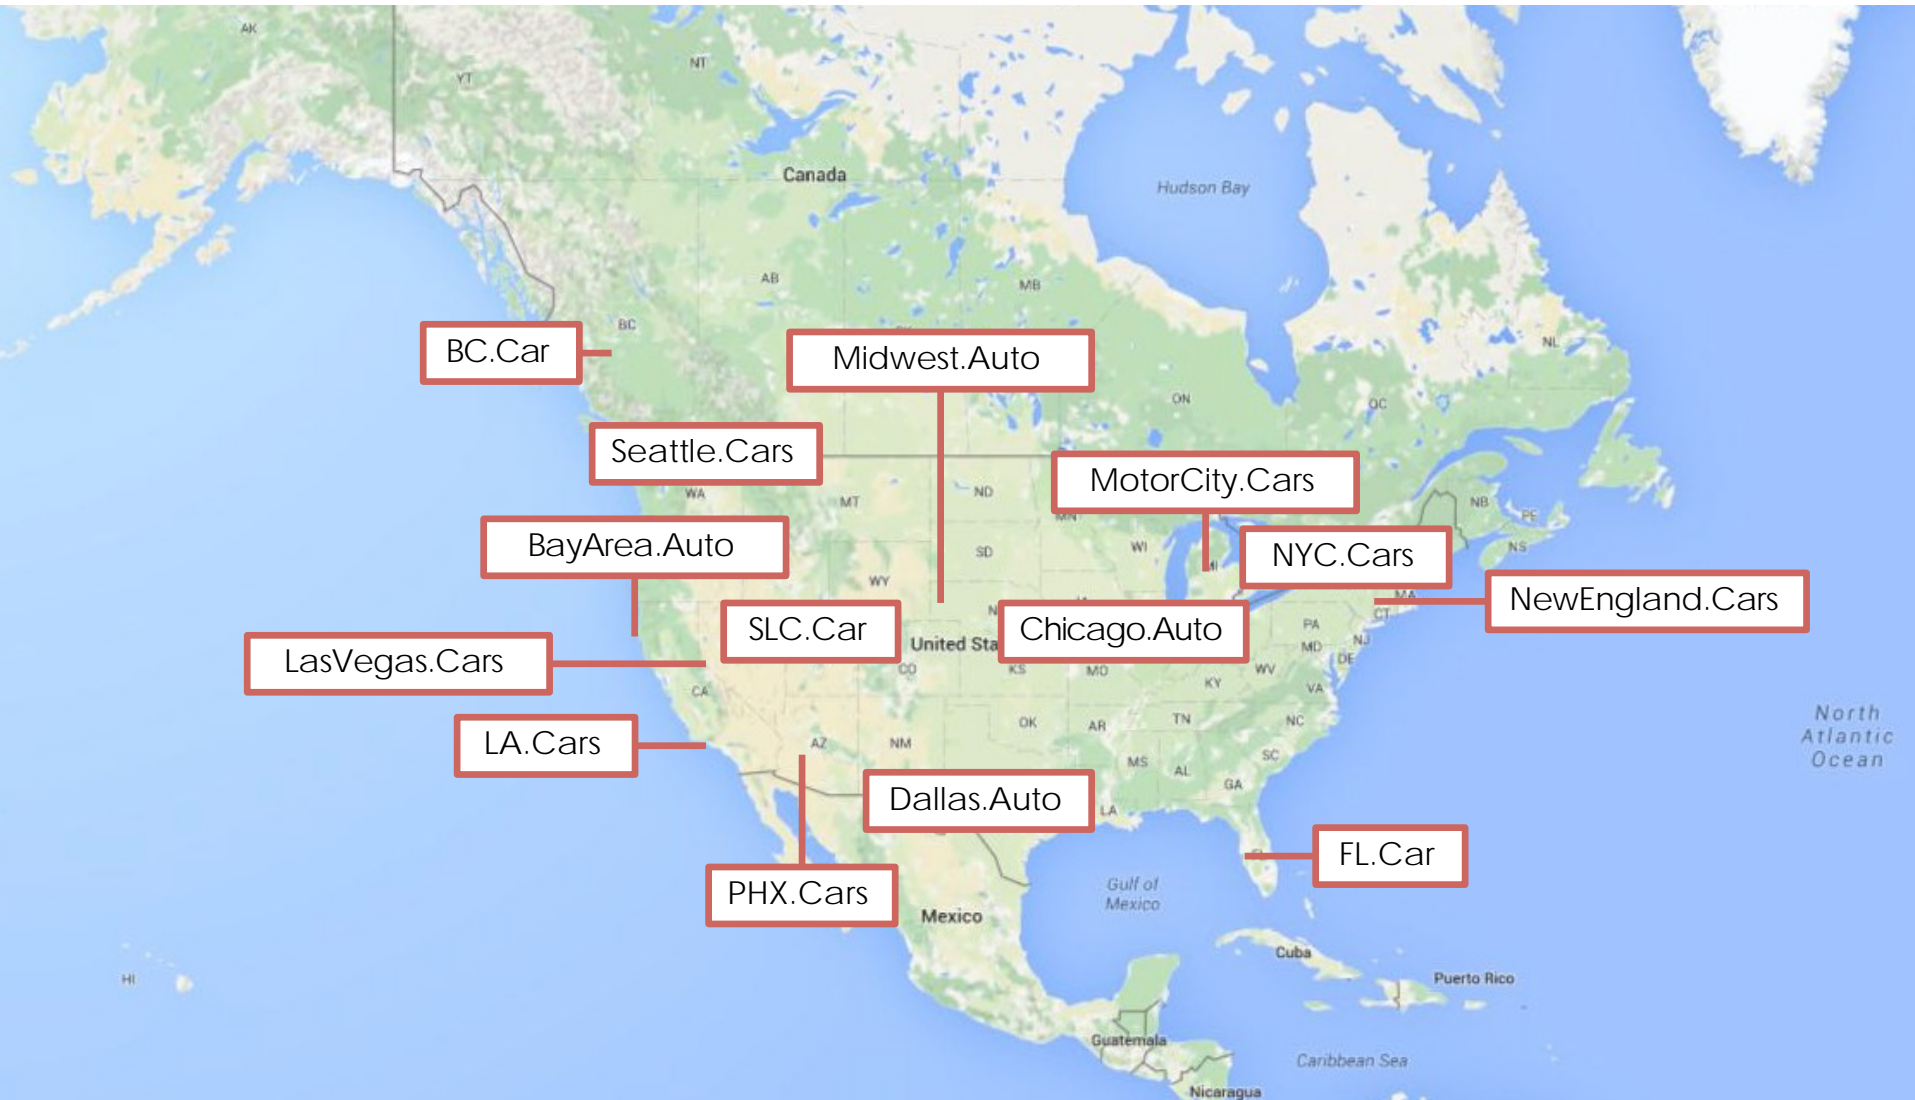 AK
YT
NT
Canada
Hudson Bay
AB
MB
BC
NL
BC.Car
Midwest.Auto
ON
QC
Seattle.Cars
MotorCity.Cars
WA
MT
ND
MN
NB
PE
NS
BayArea.Auto
SD
WI
MI
NYC.Cars
WY
NewEngland.Cars
MA
CT
SLC.Car
United Sta
Chicago.Auto
PA
NJ
MD
DE
LasVegas.Cars
CO
KS
MO
WV
KY
VA
CA
OK
AR
TN
NC
North
Atlantic
Ocean
LA.Cars
AZ
NM
MS
AL
SC
GA
Dallas.Auto
LA
FL.Car
PHX.Cars
Gulf of
Mexico
Mexico
Cuba
HI
Puerto Rico
Guatemala
Caribbean Sea
Nicaragua